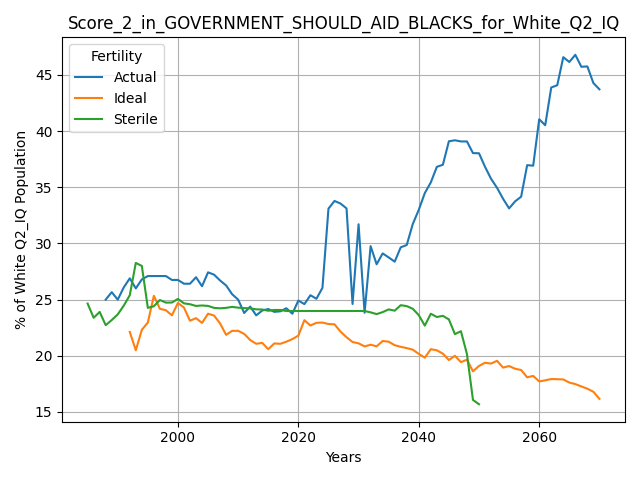 Score_2_in_GOVERNMENT_SHOULD_AID_BLACKS_for_White_Q2_IQ
Fertility
Actual
Ideal
Sterile
% of White Q2_IQ Population
45
40
35
30
25
20
15
2000
2020
2040
2060
Years